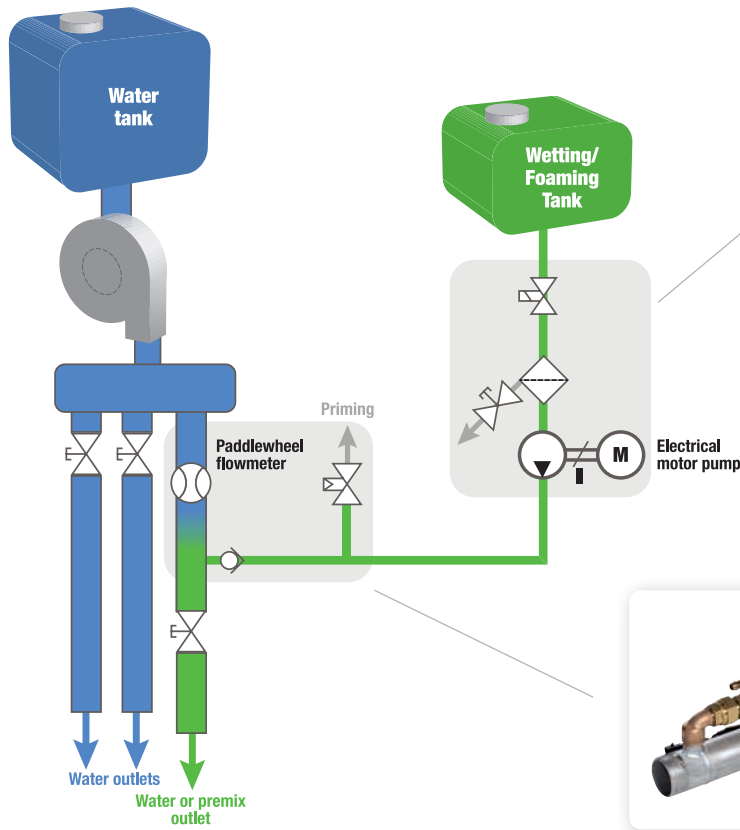 Water
tank
Wetting/
Foaming
Tank
Priming
Paddlewheel
flowmeter
M
Electrical
motor pump
Water outlets
Water or premix
outlet